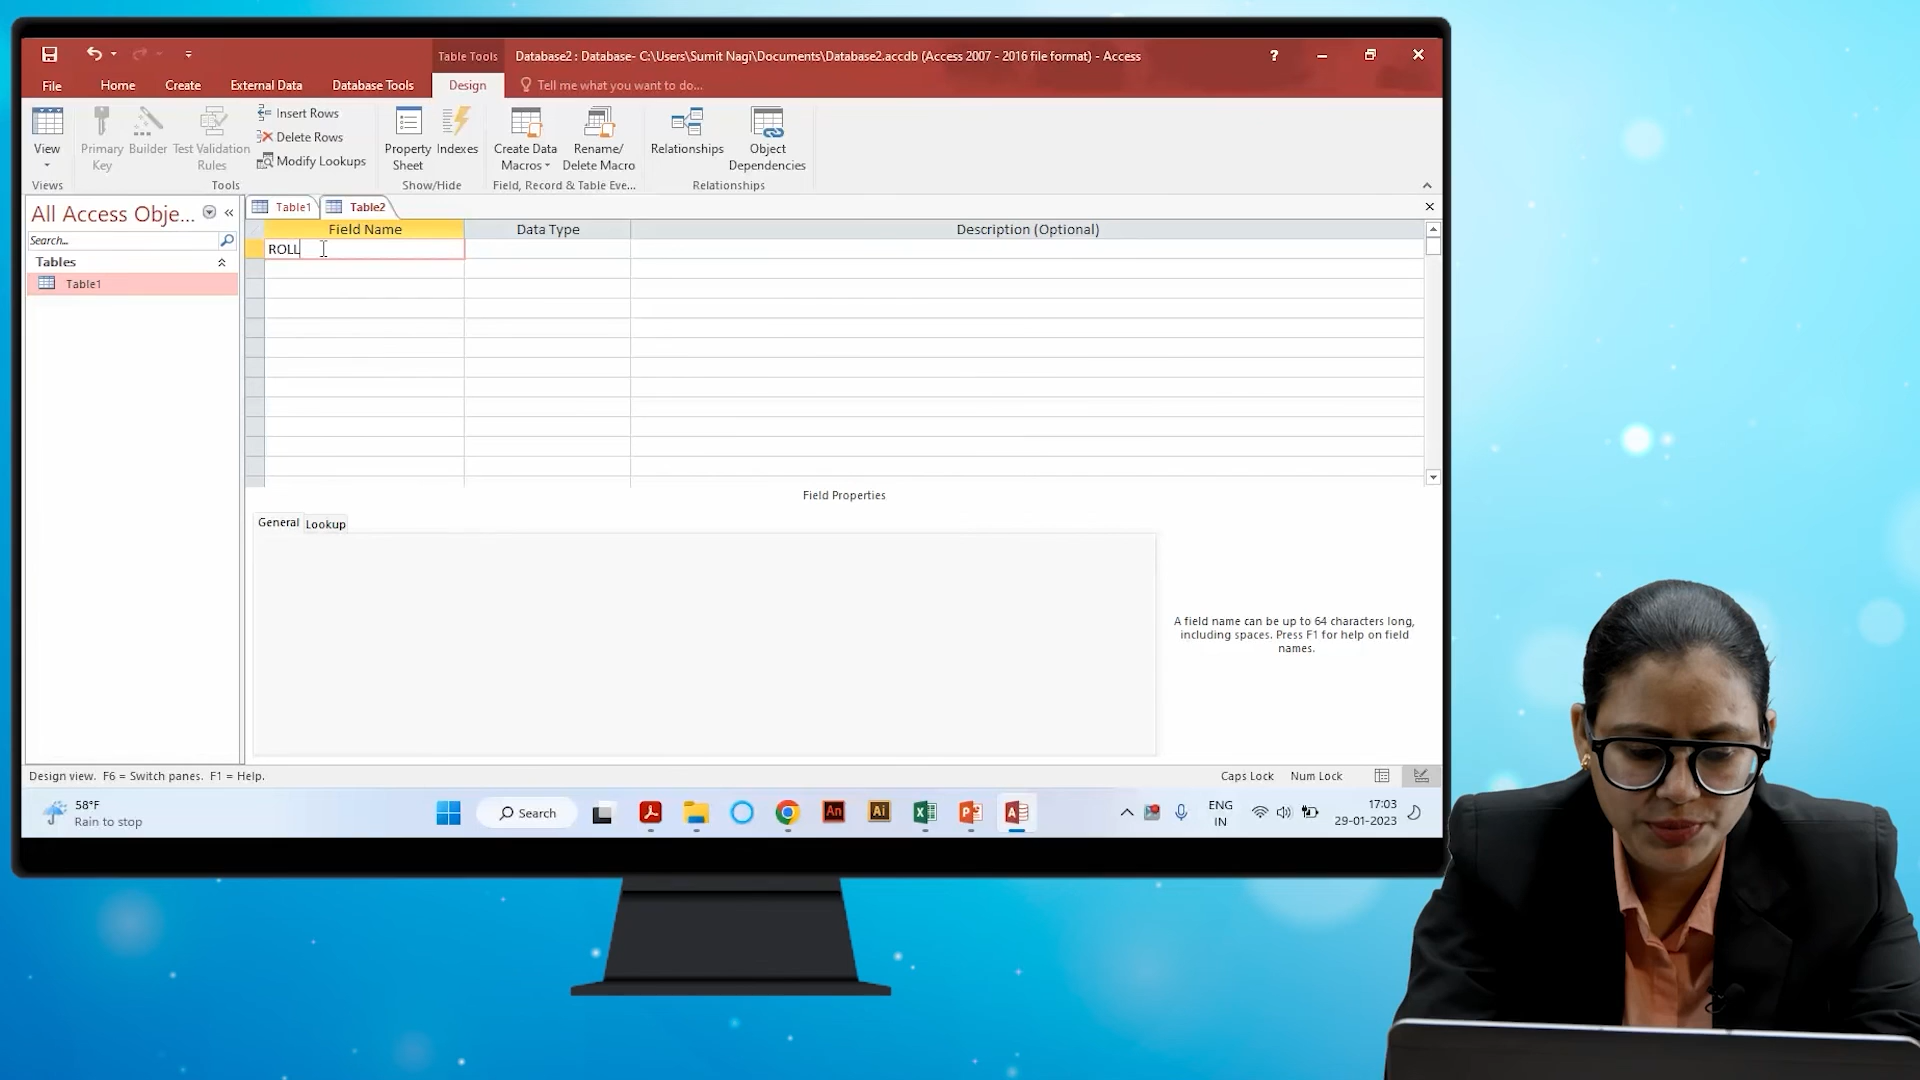 Table Tools
Database2 : Database- C:\Users\Sumit Nagi\Documents\Database2.accdb (Access 2007 - 2016 file format) - Access
?
File
Home
Create
External Data
Database Tools
Design
Tell me what you want to do...
View
Primary
Key
Builder
Test Validation
Rules
Insert Rows
Delete Rows
Modify Lookups
Property
Sheet
Indexes
Create Data
Macros
Rename/
Delete Macro
Relationships
Object
Dependencies
Views
Tools
Show/Hide
Field, Record & Table Eve...
Relationships
All Access Obje...
Search...
Tables
Table1
Table1
Table2
Field Name
Data Type
Description (Optional)
ROLL
Field Properties
General
Lookup
A field name can be up to 64 characters long,
including spaces. Press F1 for help on field
names.
Design view. F6 = Switch panes. F1 = Help.
Caps Lock
Num Lock
58°F
Rain to stop
Search
An
Ai
ENG
IN
17:03
29-01-2023